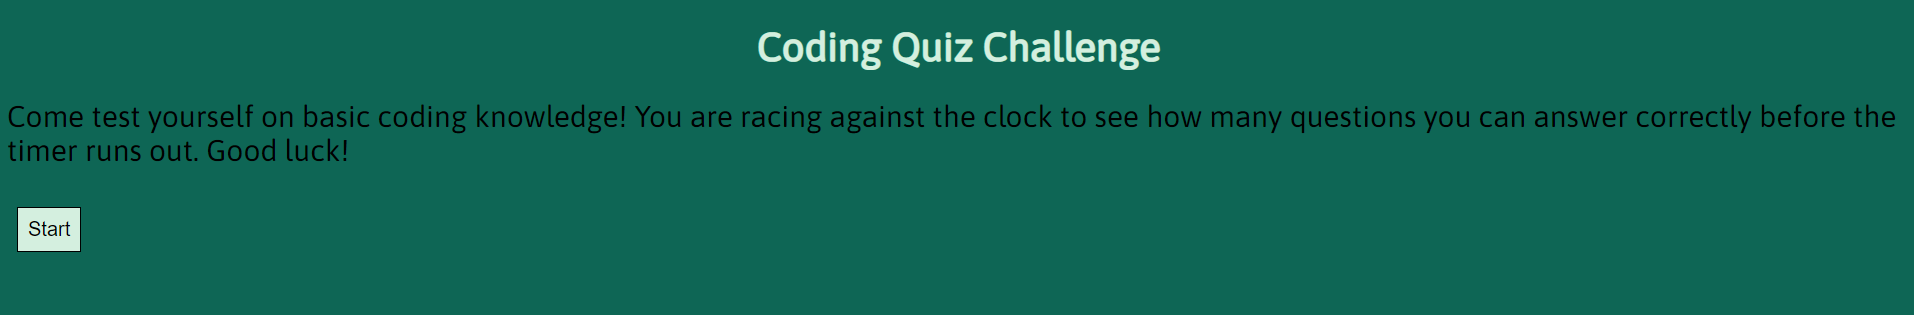 Coding Quiz Challenge
Come test yourself on basic coding knowledge! You are racing against the clock to see how many questions you can answer correctly before the
timer runs out. Good luck!
Start